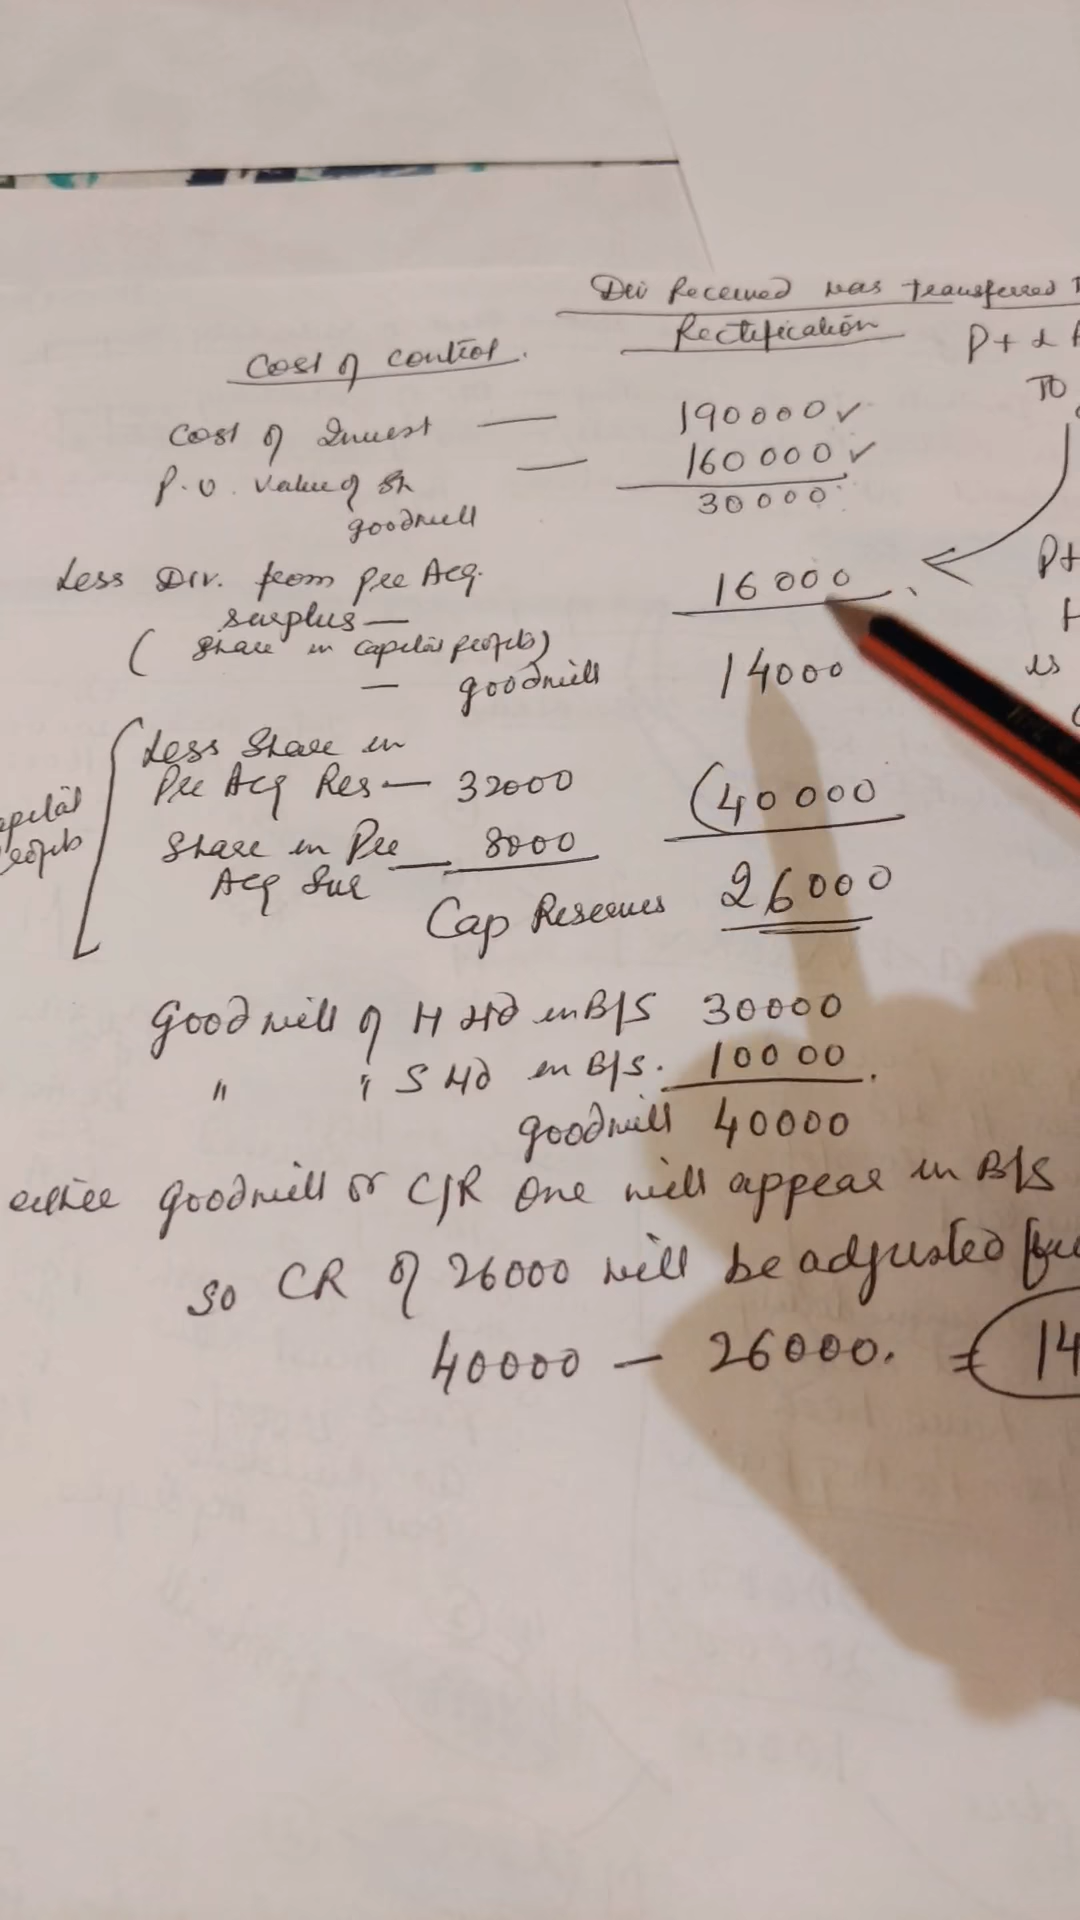 Div Received was transferred T
Rectification
P+ L A
To
Cost of control.
Cost of Invest — 190000 ✓
P.U. value of Sh — 160000 ✓
goodwill 30000
Less Div. from Pre Acq. 16000
surplus —
(Share in capital profits)
— goodwill 14000
P+
H
is
Less Share in
Pre Acq Res — 32000 (40000
Share in Pre — 8000
Acq Sur
Cap Reserves 26000
Goodwill of H Ltd in B/S 30000
" " S Ltd in B/S. 10000.
goodwill 40000
either goodwill or C/R one will appear in B/S
so CR of 26000 will be adjusted
40000 — 26000. = 14